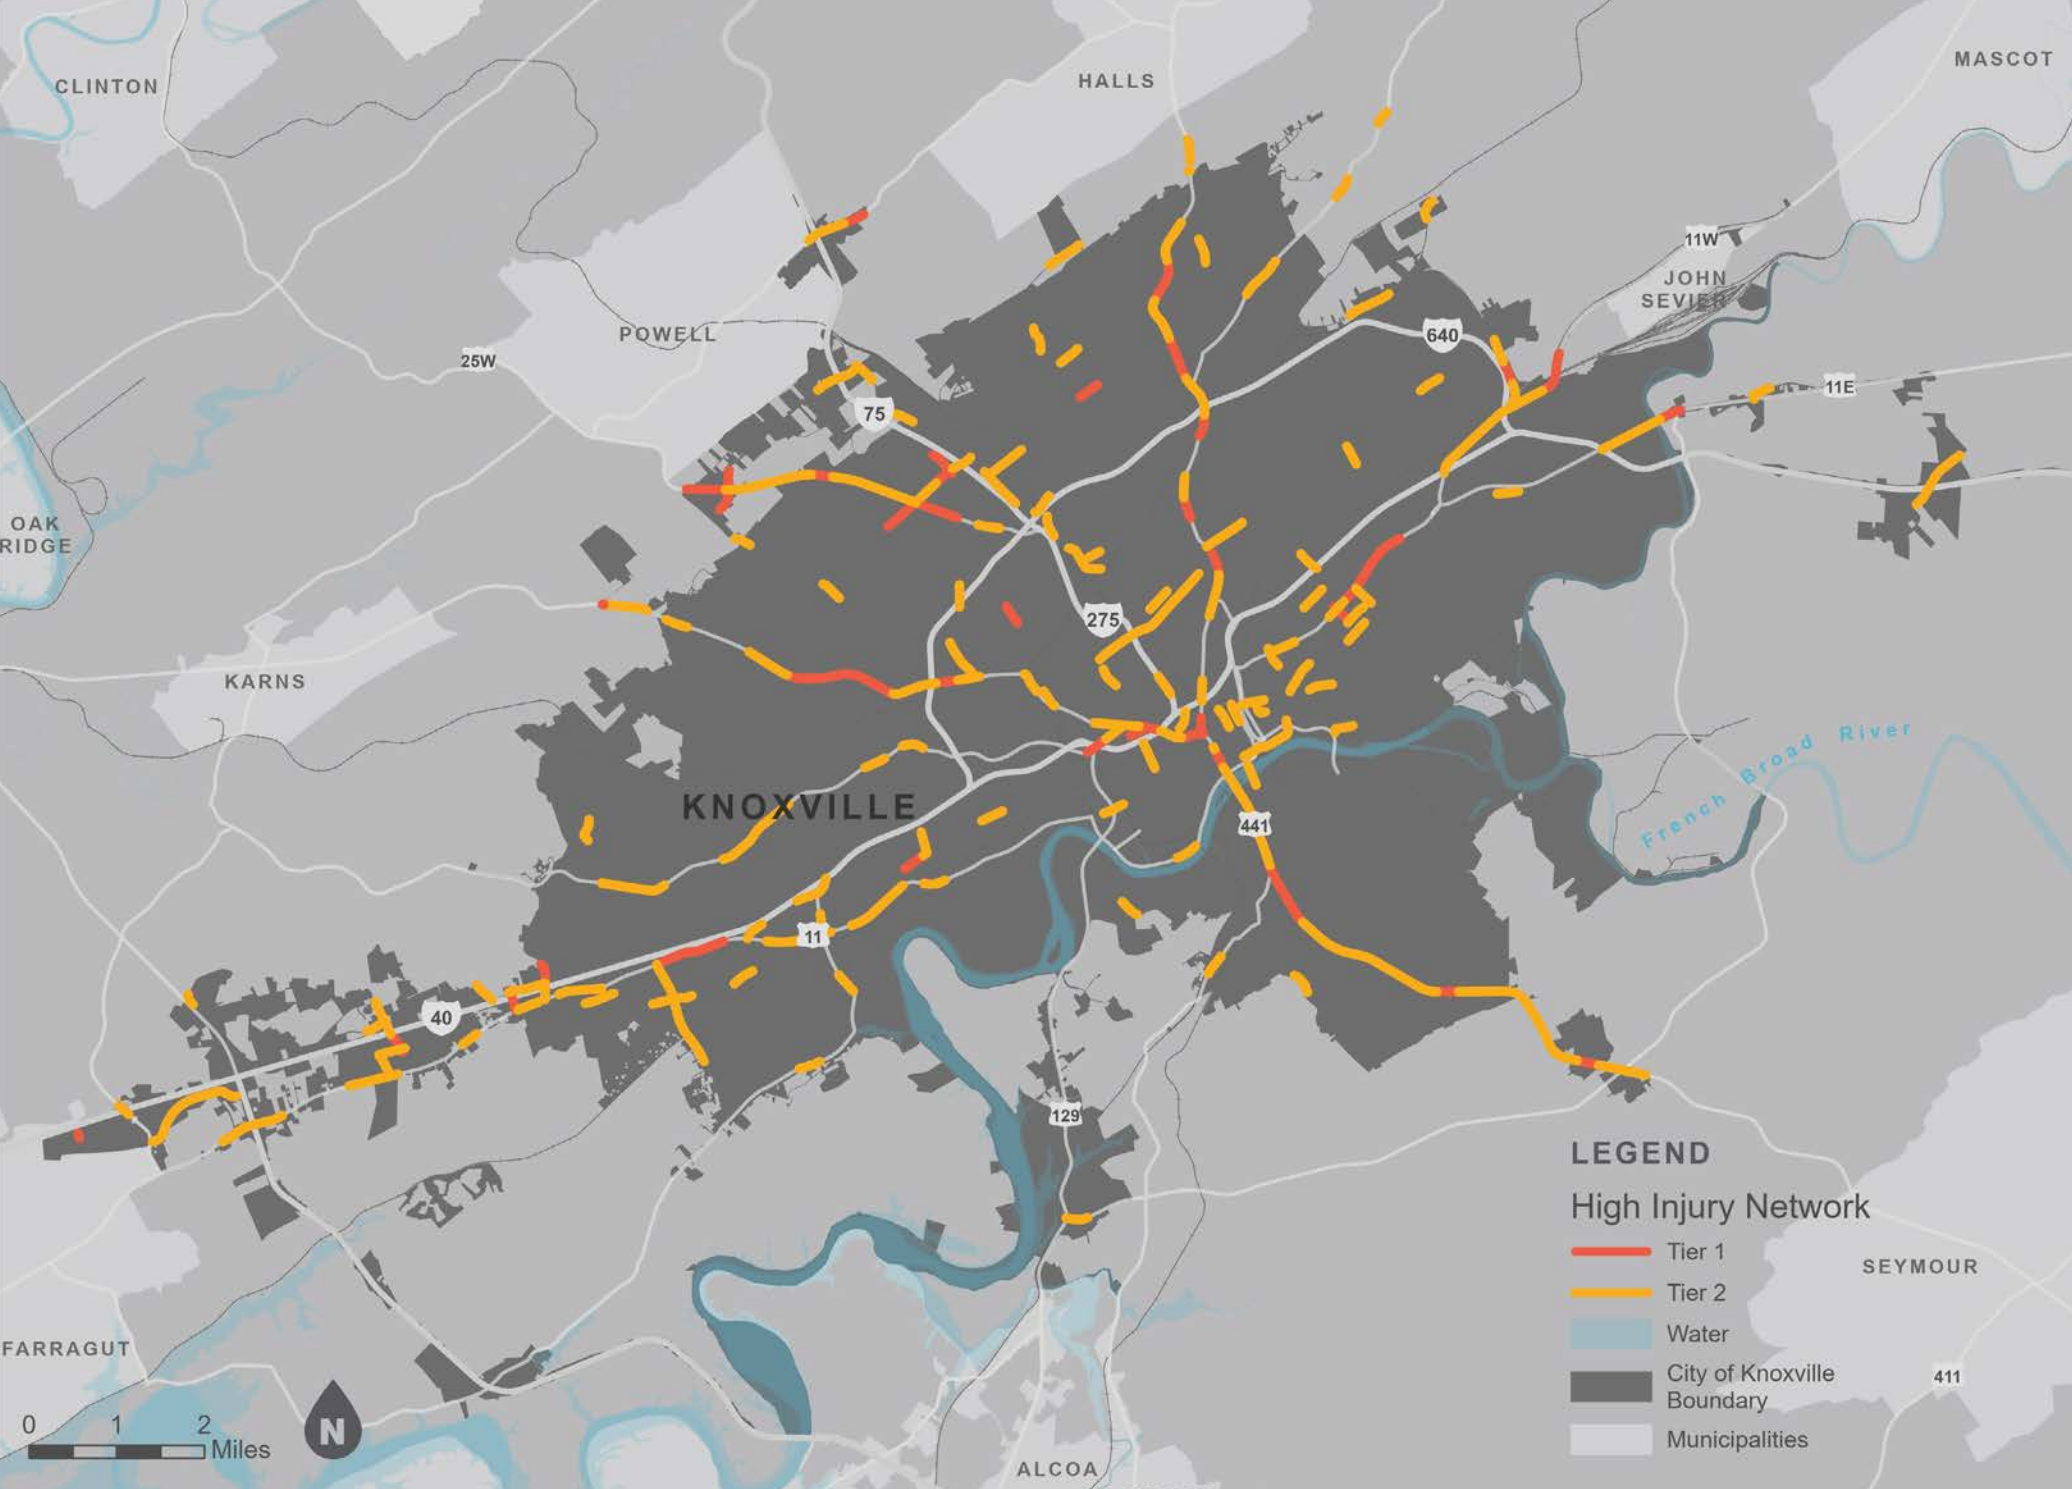 CLINTON
HALLS
MASCOT
11W
JOHN
SEVIER
POWELL
640
25W
11E
75
OAK
RIDGE
275
KARNS
French Broad River
KNOXVILLE
441
11
40
129
LEGEND
High Injury Network
Tier 1
Tier 2
Water
City of Knoxville
Boundary
Municipalities
SEYMOUR
411
FARRAGUT
N
0 1 2
Miles
ALCOA